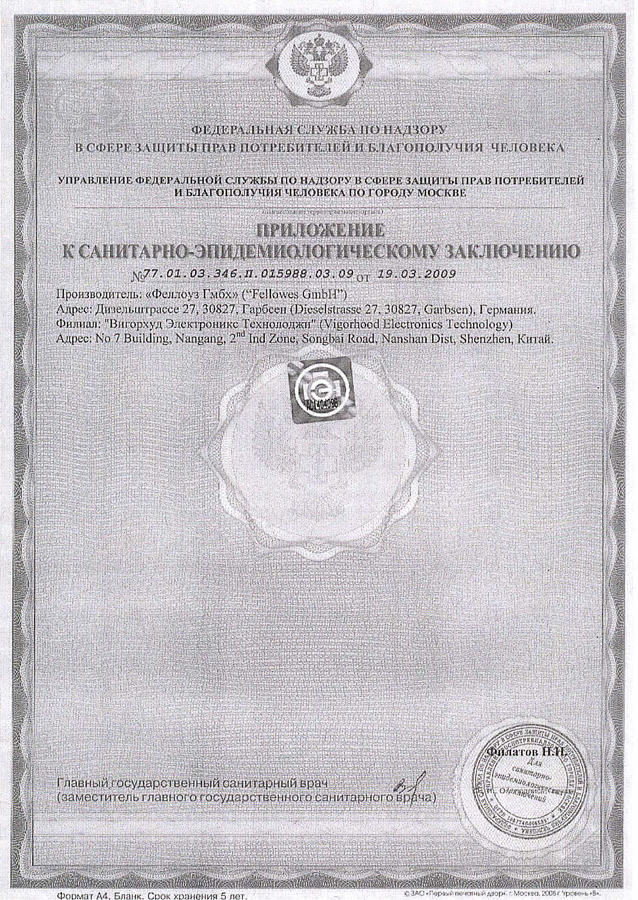 ФЕДЕРАЛЬНАЯ СЛУЖБА ПО НАДЗОРУ
В СФЕРЕ ЗАЩИТЫ ПРАВ ПОТРЕБИТЕЛЕЙ И БЛАГОПОЛУЧИЯ ЧЕЛОВЕКА
УПРАВЛЕНИЕ ФЕДЕРАЛЬНОЙ СЛУЖБЫ ПО НАДЗОРУ В СФЕРЕ ЗАЩИТЫ ПРАВ ПОТРЕБИТЕЛЕЙ
И БЛАГОПОЛУЧИЯ ЧЕЛОВЕКА ПО ГОРОДУ МОСКВЕ
ПРИЛОЖЕНИЕ
К САНИТАРНО-ЭПИДЕМИОЛОГИЧЕСКОМУ ЗАКЛЮЧЕНИЮ
№77.01.03.346.П.015988.03.09 от 19.03.2009
Производитель: «Феллоуз Гмбх» (“Fellowes GmbH”)
Адрес: Дизельштрассе 27, 30827, Гарбсен (Dieselstrasse 27, 30827, Garbsen), Германия.
Филиал: "Вигорхуд Электроникс Технолоджи" (Vigorhood Electronics Technology)
Адрес: No 7 Building, Nangang, 2nd Ind Zone, Songbai Road, Nanshan Dist, Shenzhen, Китай.
Филатов Н.Н.
Для
санитарно-
эпидемиологических
заключений
Главный государственный санитарный врач
(заместитель главного государственного санитарного врача)
Формат А4. Бланк. Срок хранения 5 лет.
© ЗАО «Первый печатный двор», г. Москва, 2008 г. Уровень «В».